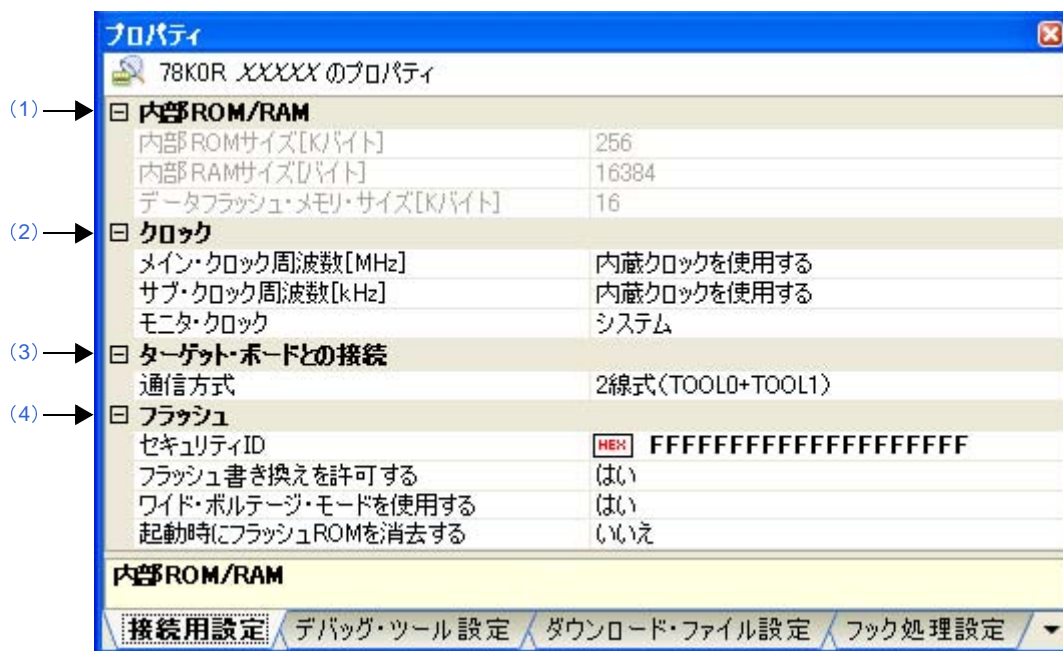 プロパティ
78K0R XXXXX のプロパティ
(1) 内部ROM/RAM
内部ROMサイズ[Kバイト] 256
内部RAMサイズ[バイト] 16384
データフラッシュ・メモリ・サイズ[Kバイト] 16
(2) クロック
メイン・クロック周波数[MHz] 内蔵クロックを使用する
サブ・クロック周波数[kHz] 内蔵クロックを使用する
モニタ・クロック システム
(3) ターゲット・ボードとの接続
通信方式 2線式(TOOL0+TOOL1)
(4) フラッシュ
セキュリティID HEX FFFFFFFFFFFFFFFFFFFF
フラッシュ書き換えを許可する はい
ワイド・ボルテージ・モードを使用する はい
起動時にフラッシュROMを消去する いいえ
内部ROM/RAM
接続用設定 デバッグ・ツール設定 ダウンロード・ファイル設定 フック処理設定